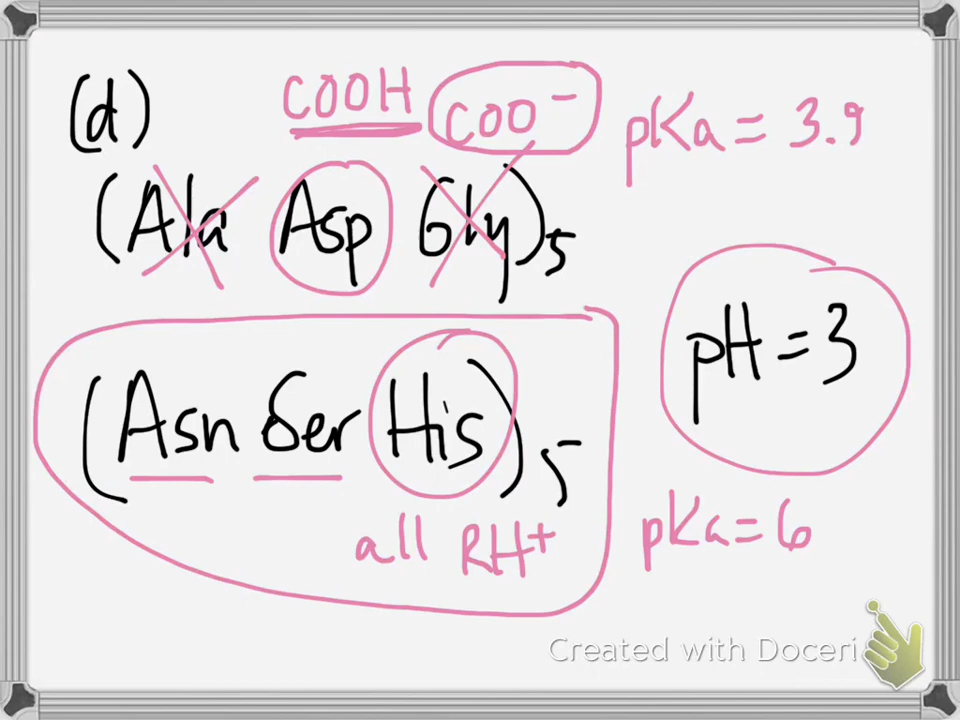 (d)
COOH COO⁻ pKa = 3.9
(Ala Asp Gly)₅
pH = 3
(Asn Ser His)₅
all RH⁺ pKa = 6
Created with Doceri